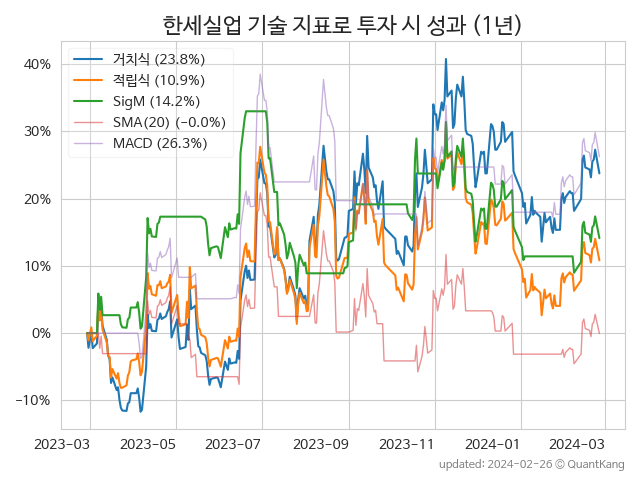 한세실업 기술 지표로 투자 시 성과 (1년)
거치식 (23.8%)
적립식 (10.9%)
SigM (14.2%)
SMA(20) (−0.0%)
MACD (26.3%)
40%
30%
20%
10%
0%
−10%
2023−03 2023−05 2023−07 2023−09 2023−11 2024−01 2024−03
updated: 2024−02−26 ⓒ QuantKang